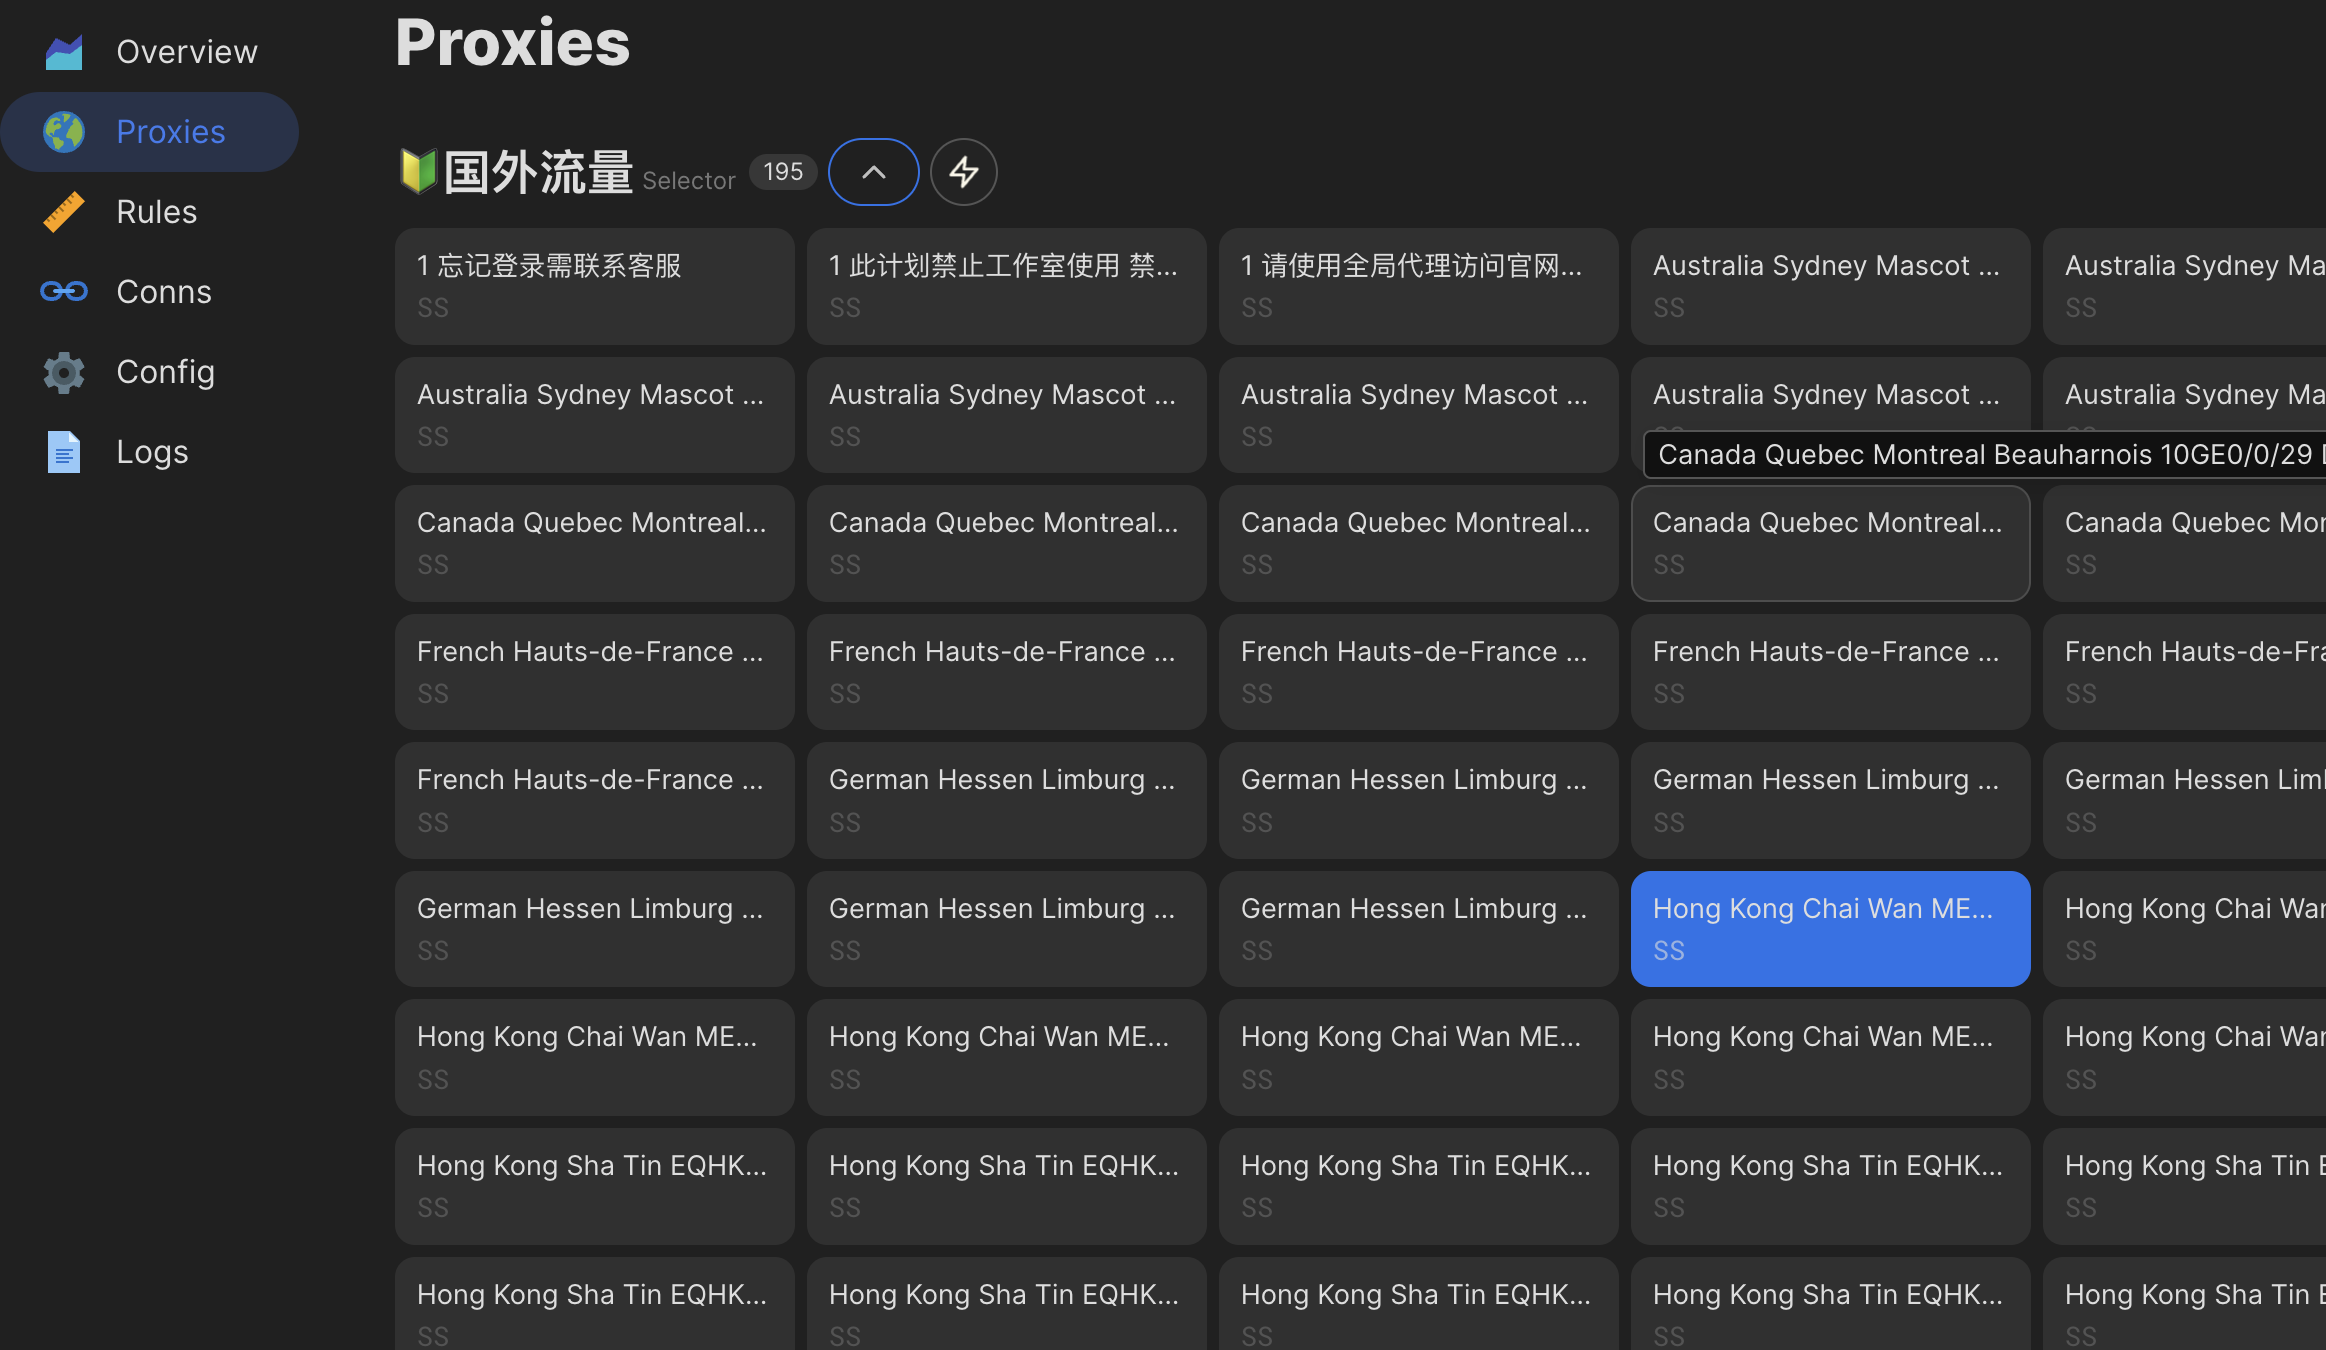 Overview
Proxies
Rules
Conns
Config
Logs
Proxies
国外流量 Selector 195
1 忘记登录需联系客服
SS
1 此计划禁止工作室使用 禁...
SS
1 请使用全局代理访问官网...
SS
Australia Sydney Mascot ...
SS
Australia Sydney Ma
SS
Australia Sydney Mascot ...
SS
Australia Sydney Mascot ...
SS
Australia Sydney Mascot ...
SS
Australia Sydney Mascot ...
Australia Sydney Ma
Canada Quebec Montreal Beauharnois 10GE0/0/29
Canada Quebec Montreal...
SS
Canada Quebec Montreal...
SS
Canada Quebec Montreal...
SS
Canada Quebec Montreal...
SS
Canada Quebec Mo
SS
French Hauts-de-France ...
SS
French Hauts-de-France ...
SS
French Hauts-de-France ...
SS
French Hauts-de-France ...
SS
French Hauts-de-Fra
SS
French Hauts-de-France ...
SS
German Hessen Limburg ...
SS
German Hessen Limburg ...
SS
German Hessen Limburg ...
SS
German Hessen Lim
SS
German Hessen Limburg ...
SS
German Hessen Limburg ...
SS
German Hessen Limburg ...
SS
Hong Kong Chai Wan ME...
SS
Hong Kong Chai Wan
SS
Hong Kong Chai Wan ME...
SS
Hong Kong Chai Wan ME...
SS
Hong Kong Chai Wan ME...
SS
Hong Kong Chai Wan ME...
SS
Hong Kong Chai Wan
SS
Hong Kong Sha Tin EQHK...
SS
Hong Kong Sha Tin EQHK...
SS
Hong Kong Sha Tin EQHK...
SS
Hong Kong Sha Tin EQHK...
SS
Hong Kong Sha Tin E
SS
Hong Kong Sha Tin EQHK...
SS
Hong Kong Sha Tin EQHK...
SS
Hong Kong Sha Tin EQHK...
SS
Hong Kong Sha Tin EQHK...
SS
Hong Kong Sha Tin E
SS